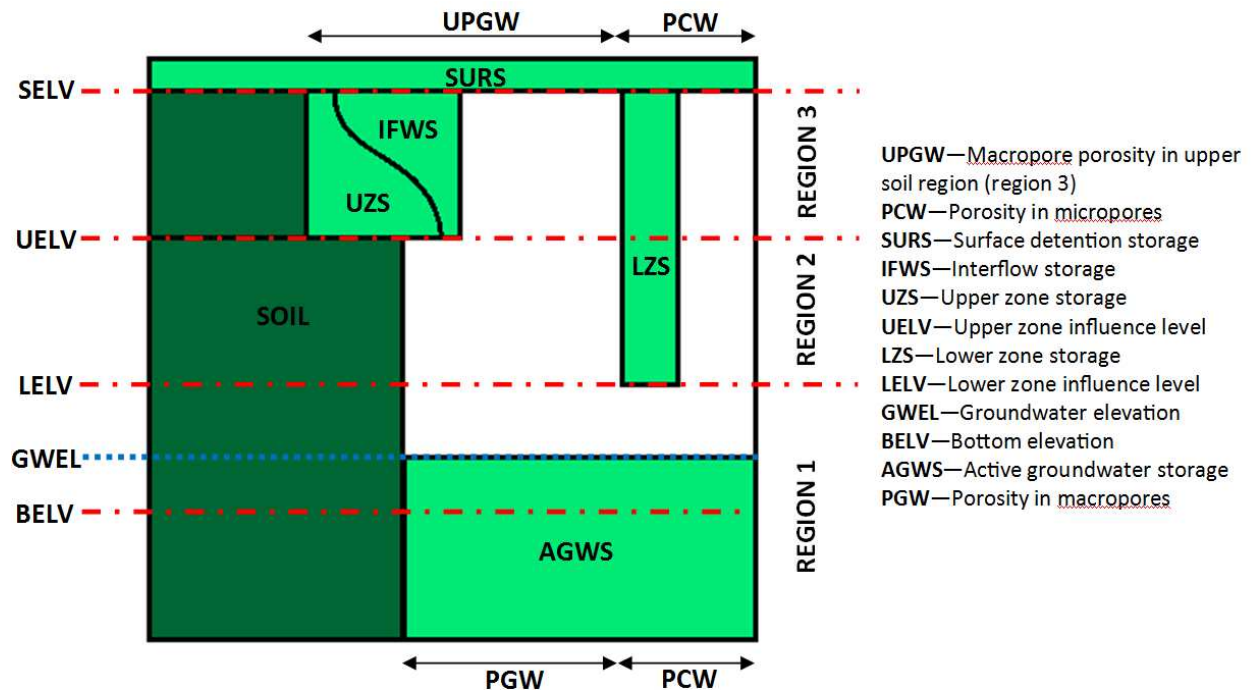 UPGW
PCW
SURS
SELV
IFWS
UZS
REGION 3
UELV
LZS
SOIL
REGION 2
LELV
GWEL
BELV
AGWS
REGION 1
PGW
PCW
UPGW—Macropore porosity in upper
soil region (region 3)
PCW—Porosity in micropores
SURS—Surface detention storage
IFWS—Interflow storage
UZS—Upper zone storage
UELV—Upper zone influence level
LZS—Lower zone storage
LELV—Lower zone influence level
GWEL—Groundwater elevation
BELV—Bottom elevation
AGWS—Active groundwater storage
PGW—Porosity in macropores